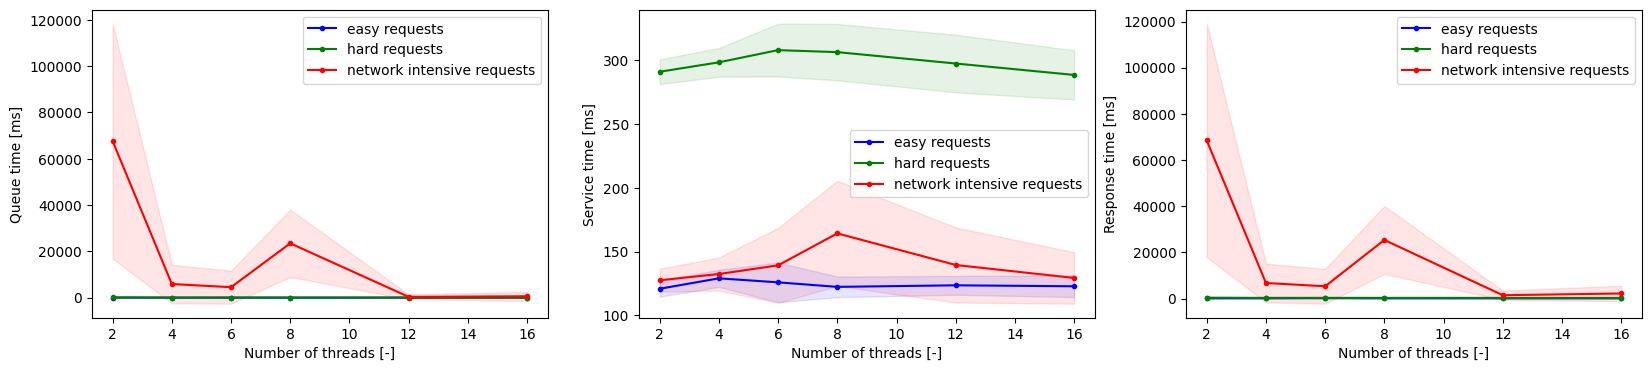 Queue time [ms]
120000
100000
80000
60000
40000
20000
0
easy requests
hard requests
network intensive requests
2 4 6 8 10 12 14 16
Number of threads [-]
Service time [ms]
300
250
200
150
100
easy requests
hard requests
network intensive requests
2 4 6 8 10 12 14 16
Number of threads [-]
Response time [ms]
120000
100000
80000
60000
40000
20000
0
easy requests
hard requests
network intensive requests
2 4 6 8 10 12 14 16
Number of threads [-]